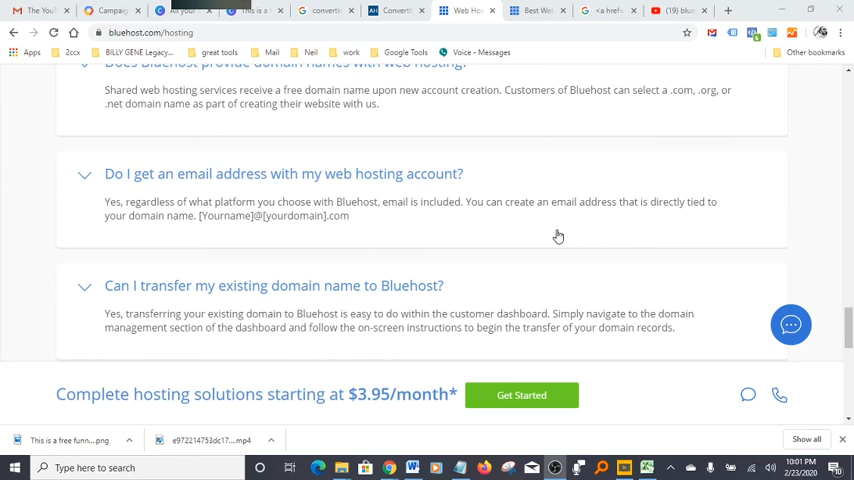 The YouT
Campaig
All your
This is a f
convertk
ConvertK
Web Hos
Best Web
<a href=
(20) blue
bluehost.com/hosting
Apps
2ccx
BILLY GENE Legacy...
great tools
Mail
Neil
work
Google Tools
Voice - Messages
Other bookmarks
Does Bluehost provide domain names with web hosting?
Shared web hosting services receive a free domain name upon new account creation. Customers of Bluehost can select a .com, .org, or
.net domain name as part of creating their website with us.
Do I get an email address with my web hosting account?
Yes, regardless of what platform you choose with Bluehost, email is included. You can create an email address that is directly tied to
your domain name. [Yourname]@[yourdomain].com
Can I transfer my existing domain name to Bluehost?
Yes, transferring your existing domain to Bluehost is easy to do within the customer dashboard. Simply navigate to the domain
management section of the dashboard and follow the on-screen instructions to begin the transfer of your domain records.
Complete hosting solutions starting at $3.95/month*
Get Started
This is a free funn....png
e972214753dc17....mp4
Show all
Type here to search
10:01 PM
2/23/2020